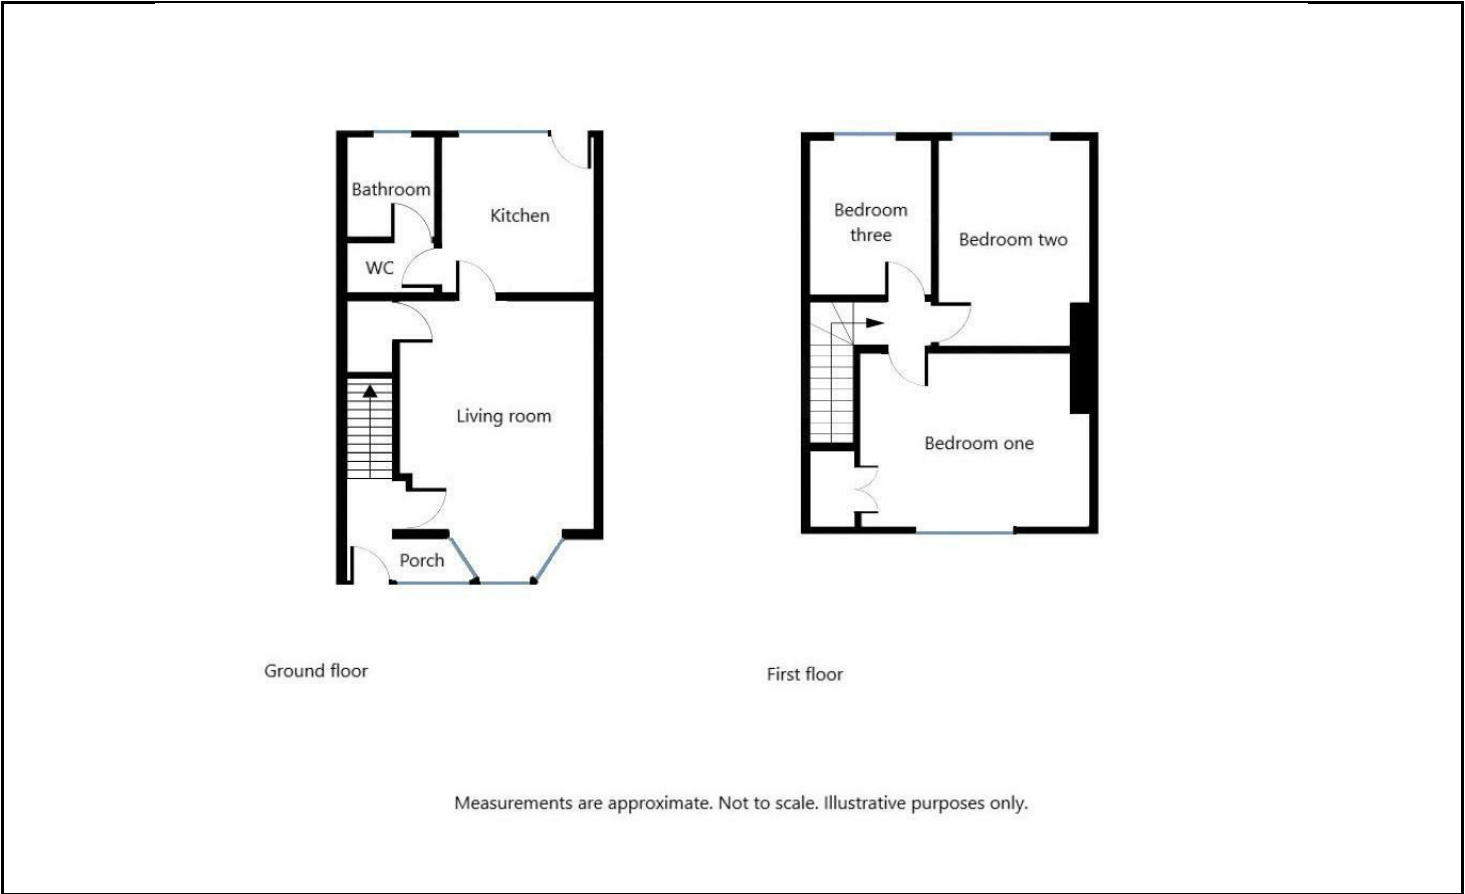 Bathroom
Kitchen
WC
Living room
Porch
Ground floor
Bedroom
three
Bedroom two
Bedroom one
First floor
Measurements are approximate. Not to scale. Illustrative purposes only.